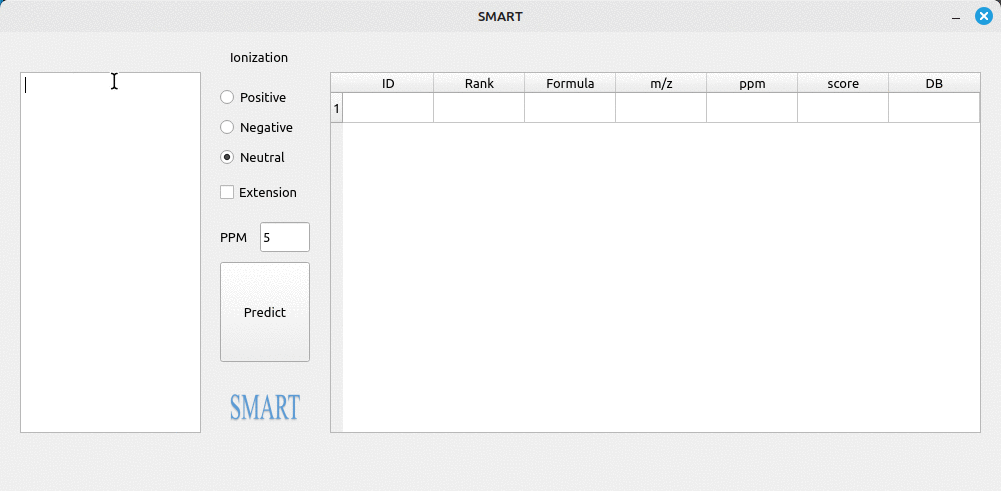 SMART
Ionization
Positive
Negative
Neutral
Extension
PPM 5
Predict
SMART
ID Rank Formula m/z ppm score DB
1